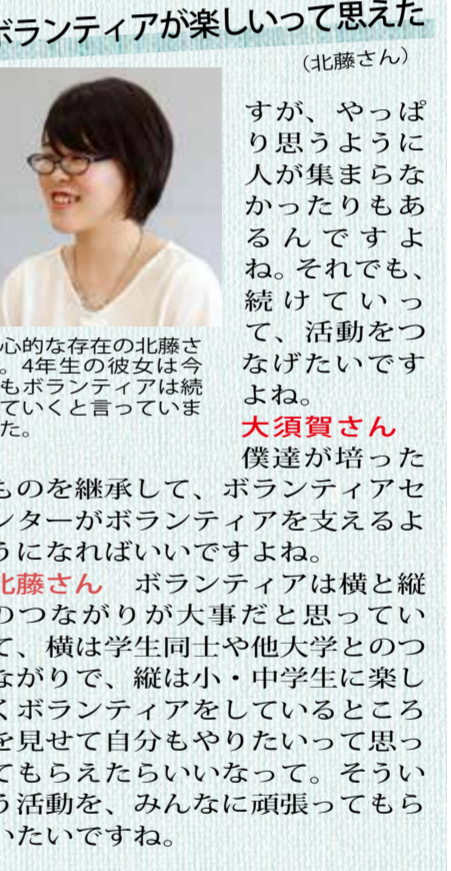 ボランティアが楽しいって思えた
（北藤さん）
すが、やっぱ
り思うように
人が集まらな
かったりもあ
るんですよ
ね。それでも、
続けていっ
て、活動をつ
なげたいです
よね。
心的な存在の北藤さ
。4年生の彼女は今
もボランティアは続
ていくと言っていま
た。
大須賀さん
僕達が培った
ものを継承して、ボランティアセ
ンターがボランティアを支えるよ
うになればいいですよね。
北藤さん　ボランティアは横と縦
のつながりが大事だと思ってい
て、横は学生同士や他大学とのつ
ながりで、縦は小・中学生に楽し
くボランティアをしているところ
を見せて自分もやりたいって思っ
てもらえたらいいなって。そうい
う活動を、みんなに頑張ってもら
いたいですね。